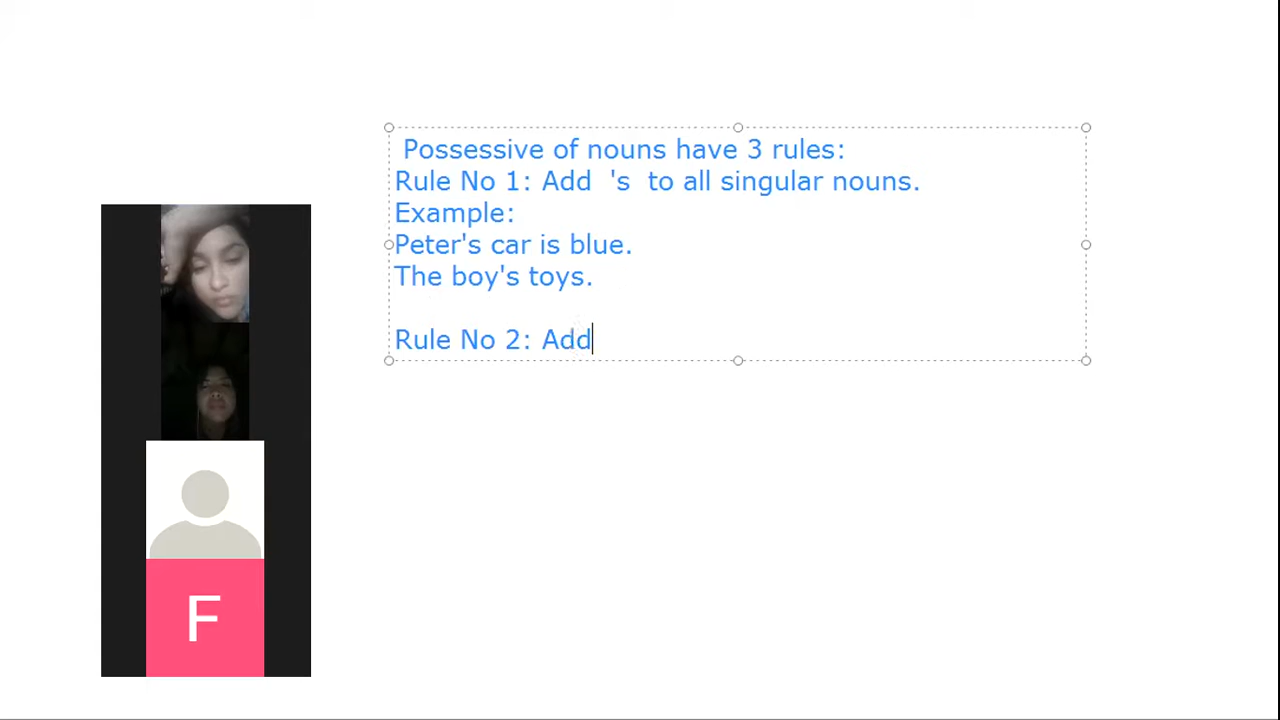 Possessive of nouns have 3 rules:
Rule No 1: Add  's  to all singular nouns.
Example:
Peter's car is blue.
The boy's toys.
Rule No 2: Add
F